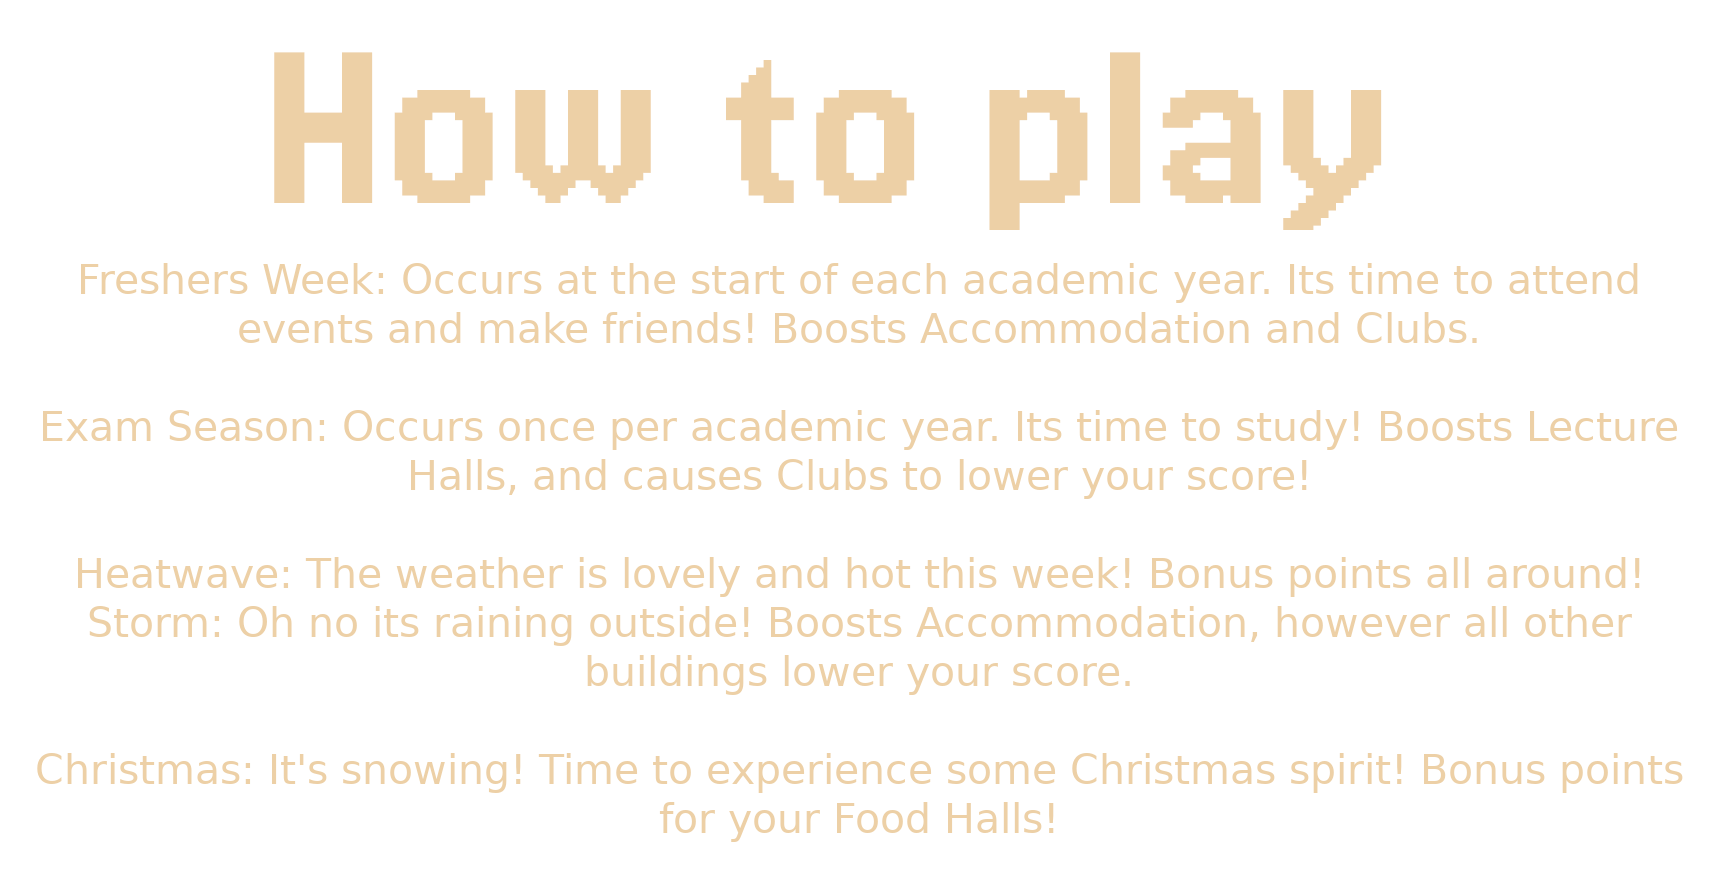 How to play
Freshers Week: Occurs at the start of each academic year. Its time to attend
events and make friends! Boosts Accommodation and Clubs.
Exam Season: Occurs once per academic year. Its time to study! Boosts Lecture
Halls, and causes Clubs to lower your score!
Heatwave: The weather is lovely and hot this week! Bonus points all around!
Storm: Oh no its raining outside! Boosts Accommodation, however all other
buildings lower your score.
Christmas: It's snowing! Time to experience some Christmas spirit! Bonus points
for your Food Halls!